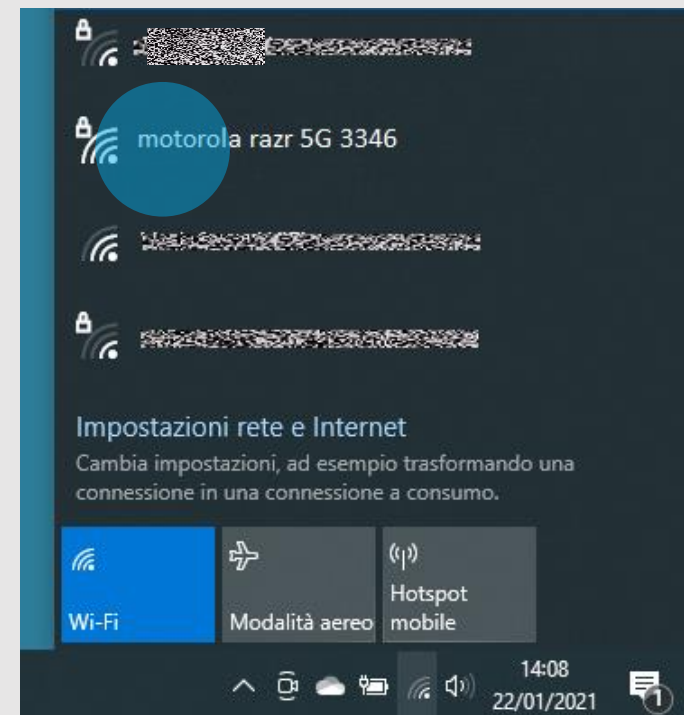 motorola razr 5G 3346
Impostazioni rete e Internet
Cambia impostazioni, ad esempio trasformando una
connessione in una connessione a consumo.
Wi-Fi
Modalità aereo
Hotspot
mobile
14:08
22/01/2021
1